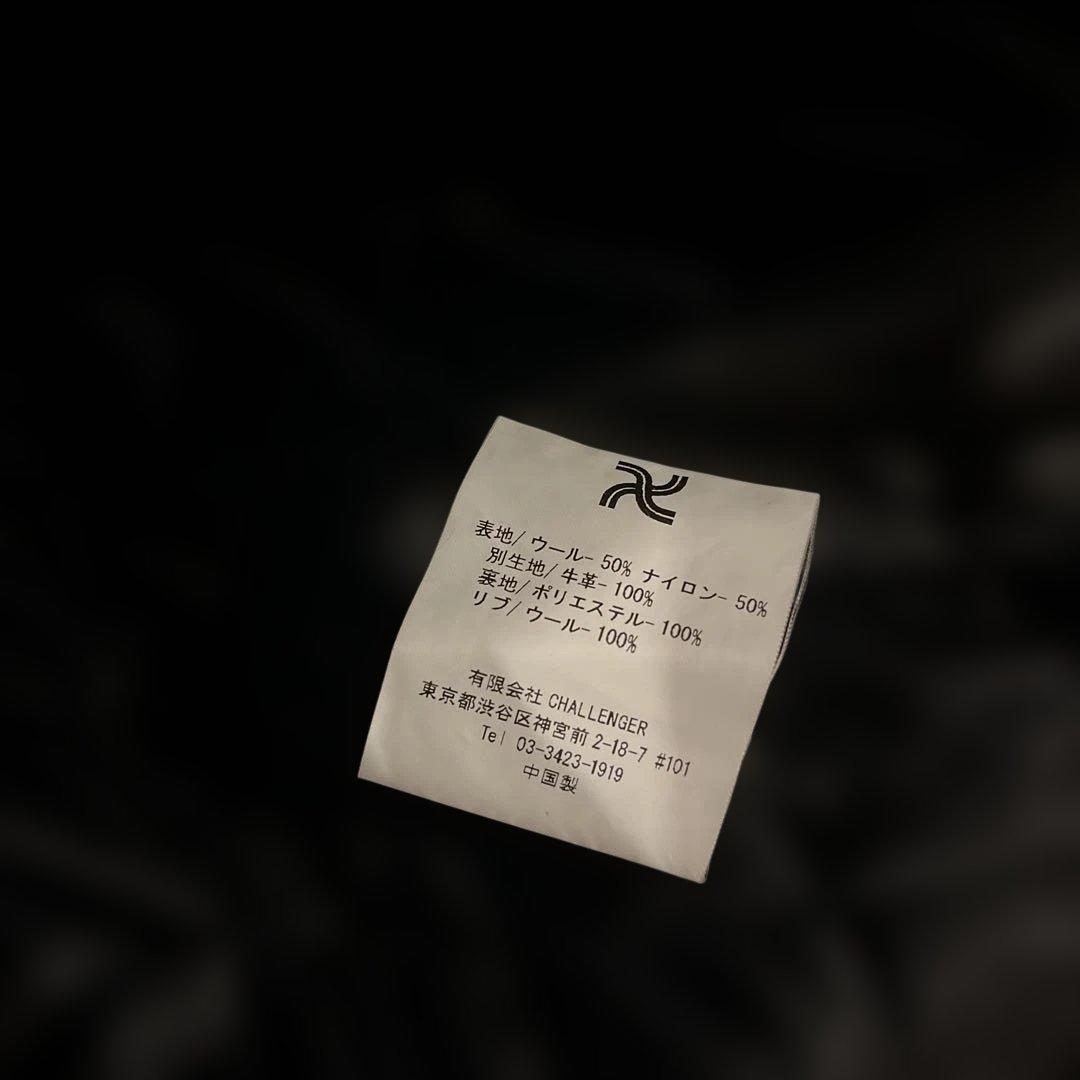 表地/ ウール- 50% ナイロン- 50%
別生地/ 牛革- 100%
裏地/ ポリエステル- 100%
リブ/ ウール- 100%
有限会社 CHALLENGER
東京都渋谷区神宮前 2-18-7 #101
Tel 03-3423-1919
中国製